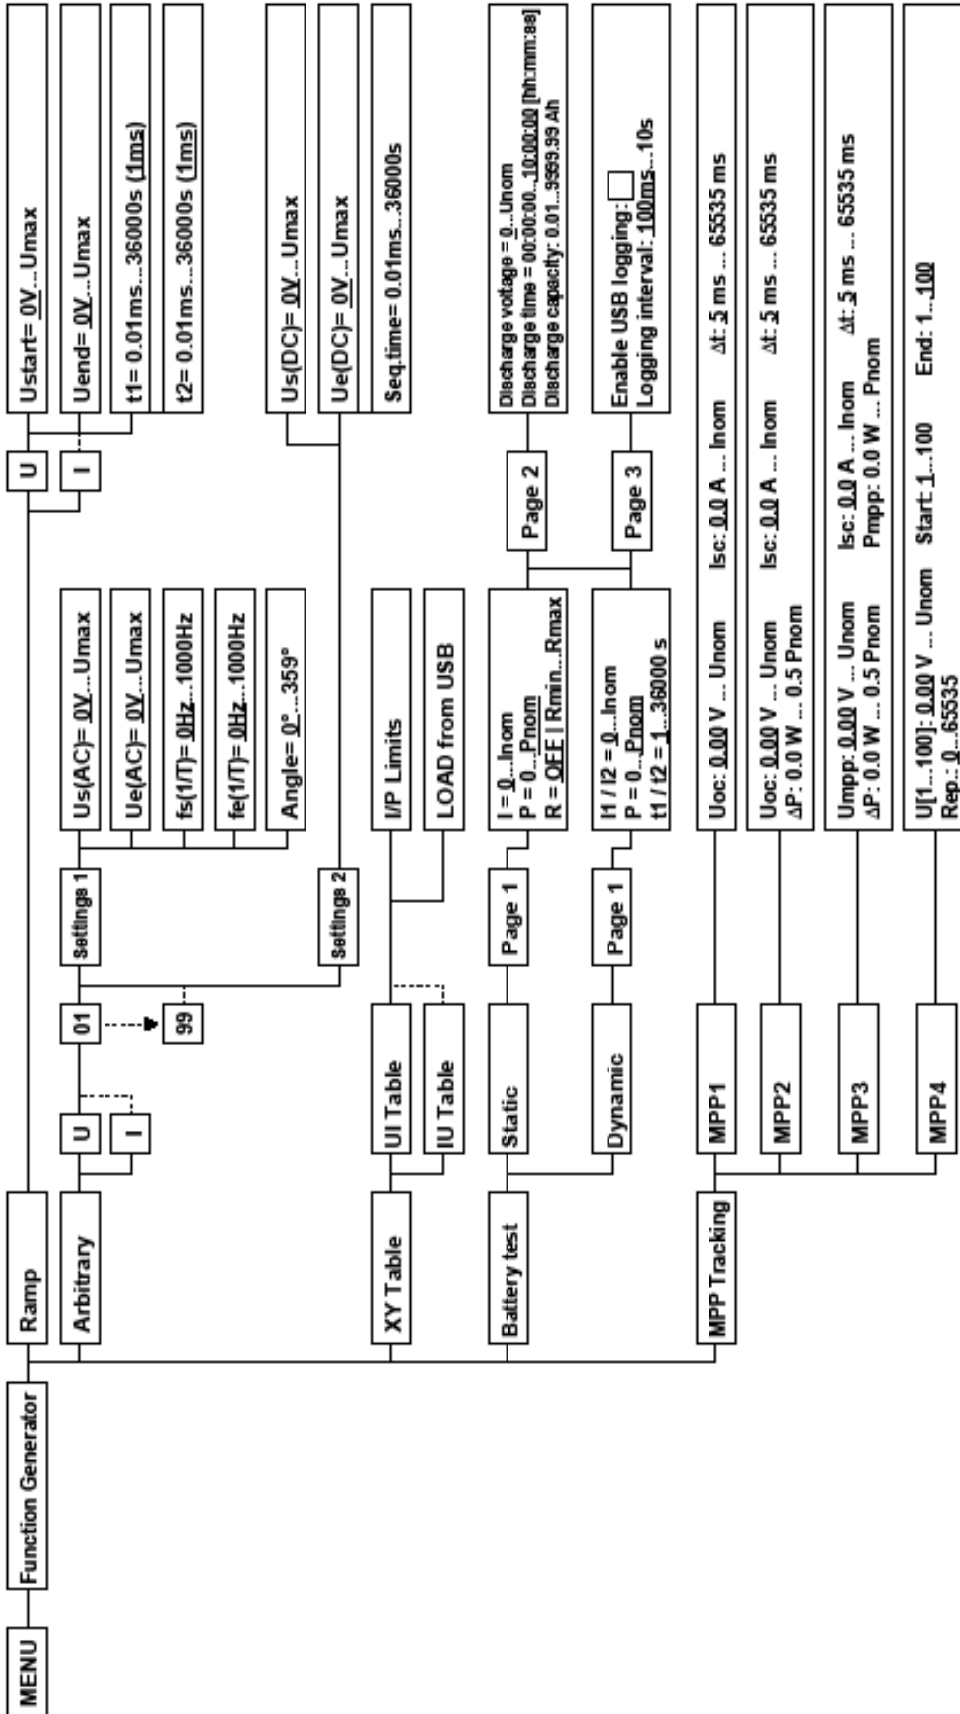 MENU
Function Generator
Ramp
U
I
Ustart= 0V...Umax
Uend= 0V...Umax
t1= 0.01ms...36000s (1ms)
t2= 0.01ms...36000s (1ms)
Arbitrary
U
I
01
99
Settings 1
Us(AC)= 0V...Umax
Ue(AC)= 0V...Umax
fs(1/T)= 0Hz...1000Hz
fe(1/T)= 0Hz...1000Hz
Angle= 0°...359°
Settings 2
Us(DC)= 0V...Umax
Ue(DC)= 0V...Umax
Seq.time= 0.01ms...36000s
XY Table
UI Table
IU Table
I/P Limits
LOAD from USB
Battery test
Static
Page 1
I = 0...Inom
P = 0...Pnom
R = OFF | Rmin...Rmax
Dynamic
Page 1
I1 / I2 = 0...Inom
P = 0...Pnom
t1 / t2 = 1...36000 s
Page 2
Discharge voltage = 0...Unom
Discharge time = 00:00:00...10:00:00 [hh:mm:ss]
Discharge capacity: 0.01...9999.99 Ah
Page 3
Enable USB logging:
Logging interval: 100ms...10s
MPP Tracking
MPP1
Uoc: 0.00 V ... Unom Isc: 0.0 A ... Inom Δt: 5 ms ... 65535 ms
MPP2
Uoc: 0.00 V ... Unom Isc: 0.0 A ... Inom Δt: 5 ms ... 65535 ms
ΔP: 0.0 W ... 0.5 Pnom
MPP3
Umpp: 0.00 V ... Unom Isc: 0.0 A ... Inom Δt: 5 ms ... 65535 ms
ΔP: 0.0 W ... 0.5 Pnom Pmpp: 0.0 W ... Pnom
MPP4
U[1...100]: 0.00 V ... Unom Start: 1...100 End: 1...100
Rep.: 0...65535